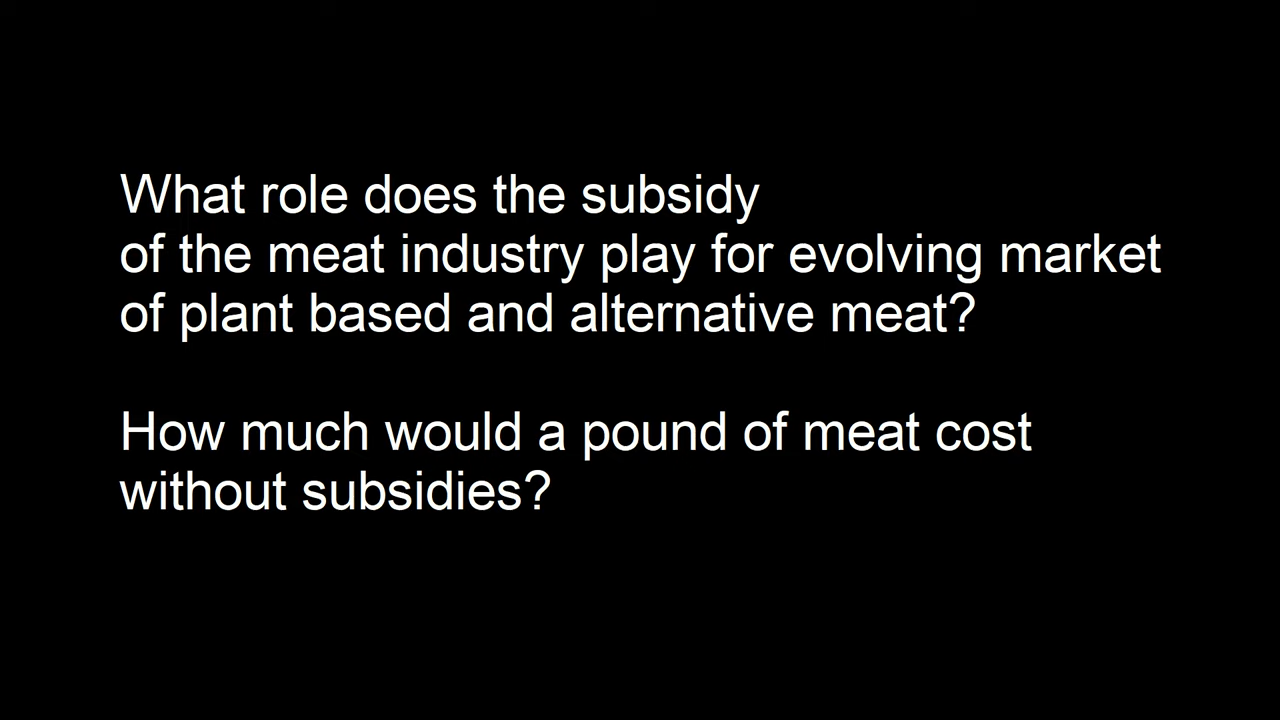 What role does the subsidy
of the meat industry play for evolving market
of plant based and alternative meat?
How much would a pound of meat cost
without subsidies?